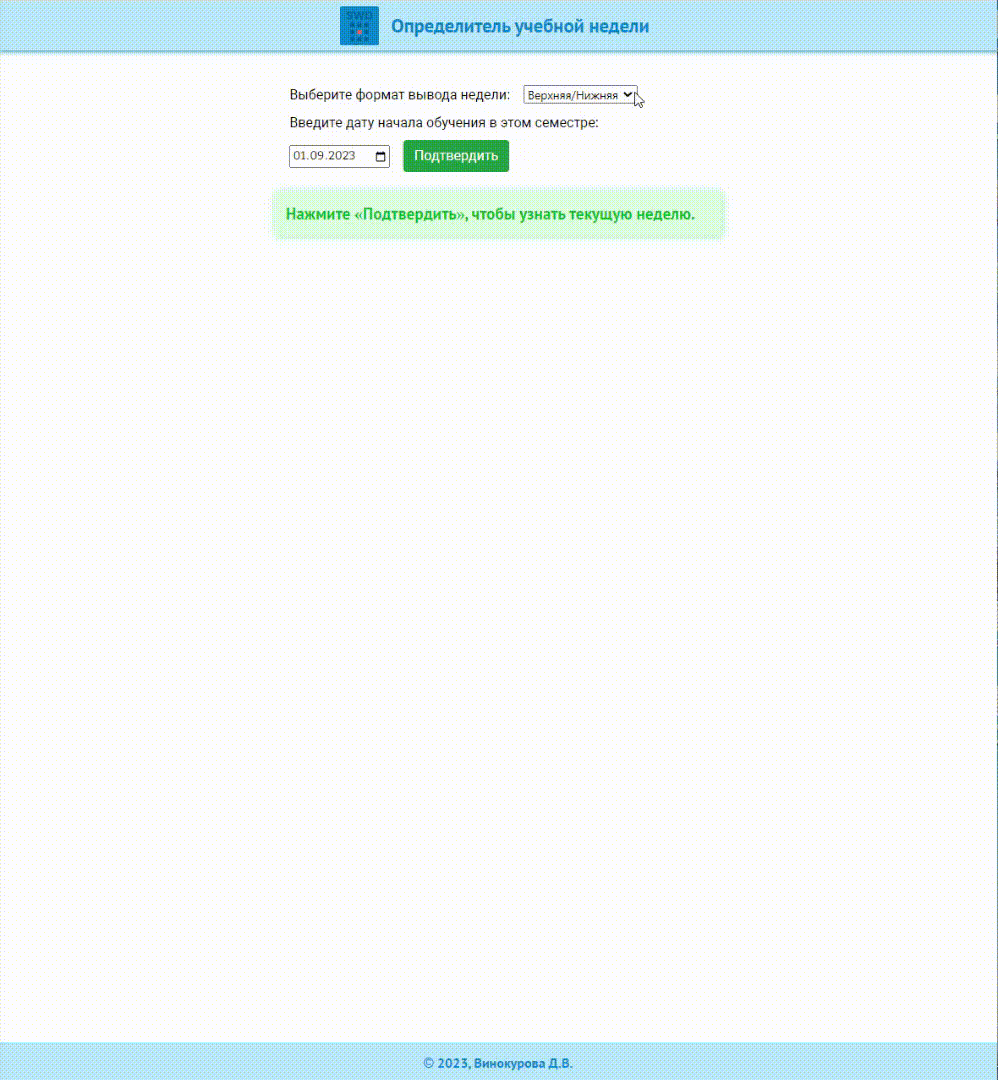 SWD
Определитель учебной недели
Выберите формат вывода недели: Верхняя/Нижняя
Введите дату начала обучения в этом семестре:
01.09.2023 Подтвердить
Нажмите «Подтвердить», чтобы узнать текущую неделю.
© 2023, Винокурова Д.В.